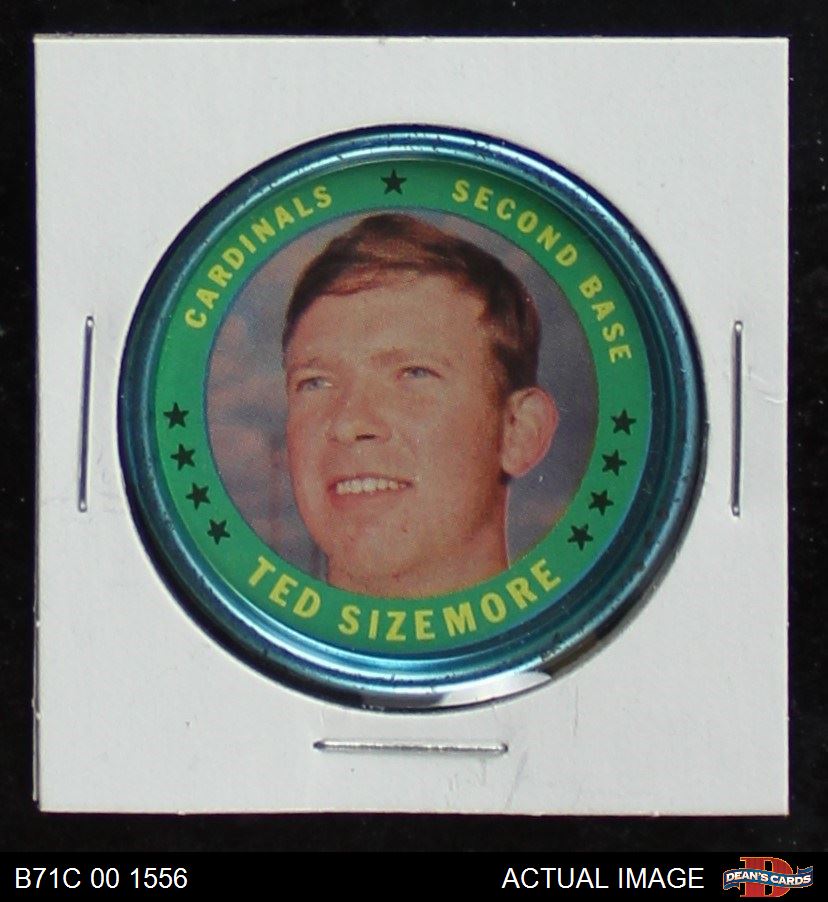 CARDINALS ★ SECOND BASE
TED SIZEMORE
B71C 00 1556
ACTUAL IMAGE
D
DEAN'S CARDS